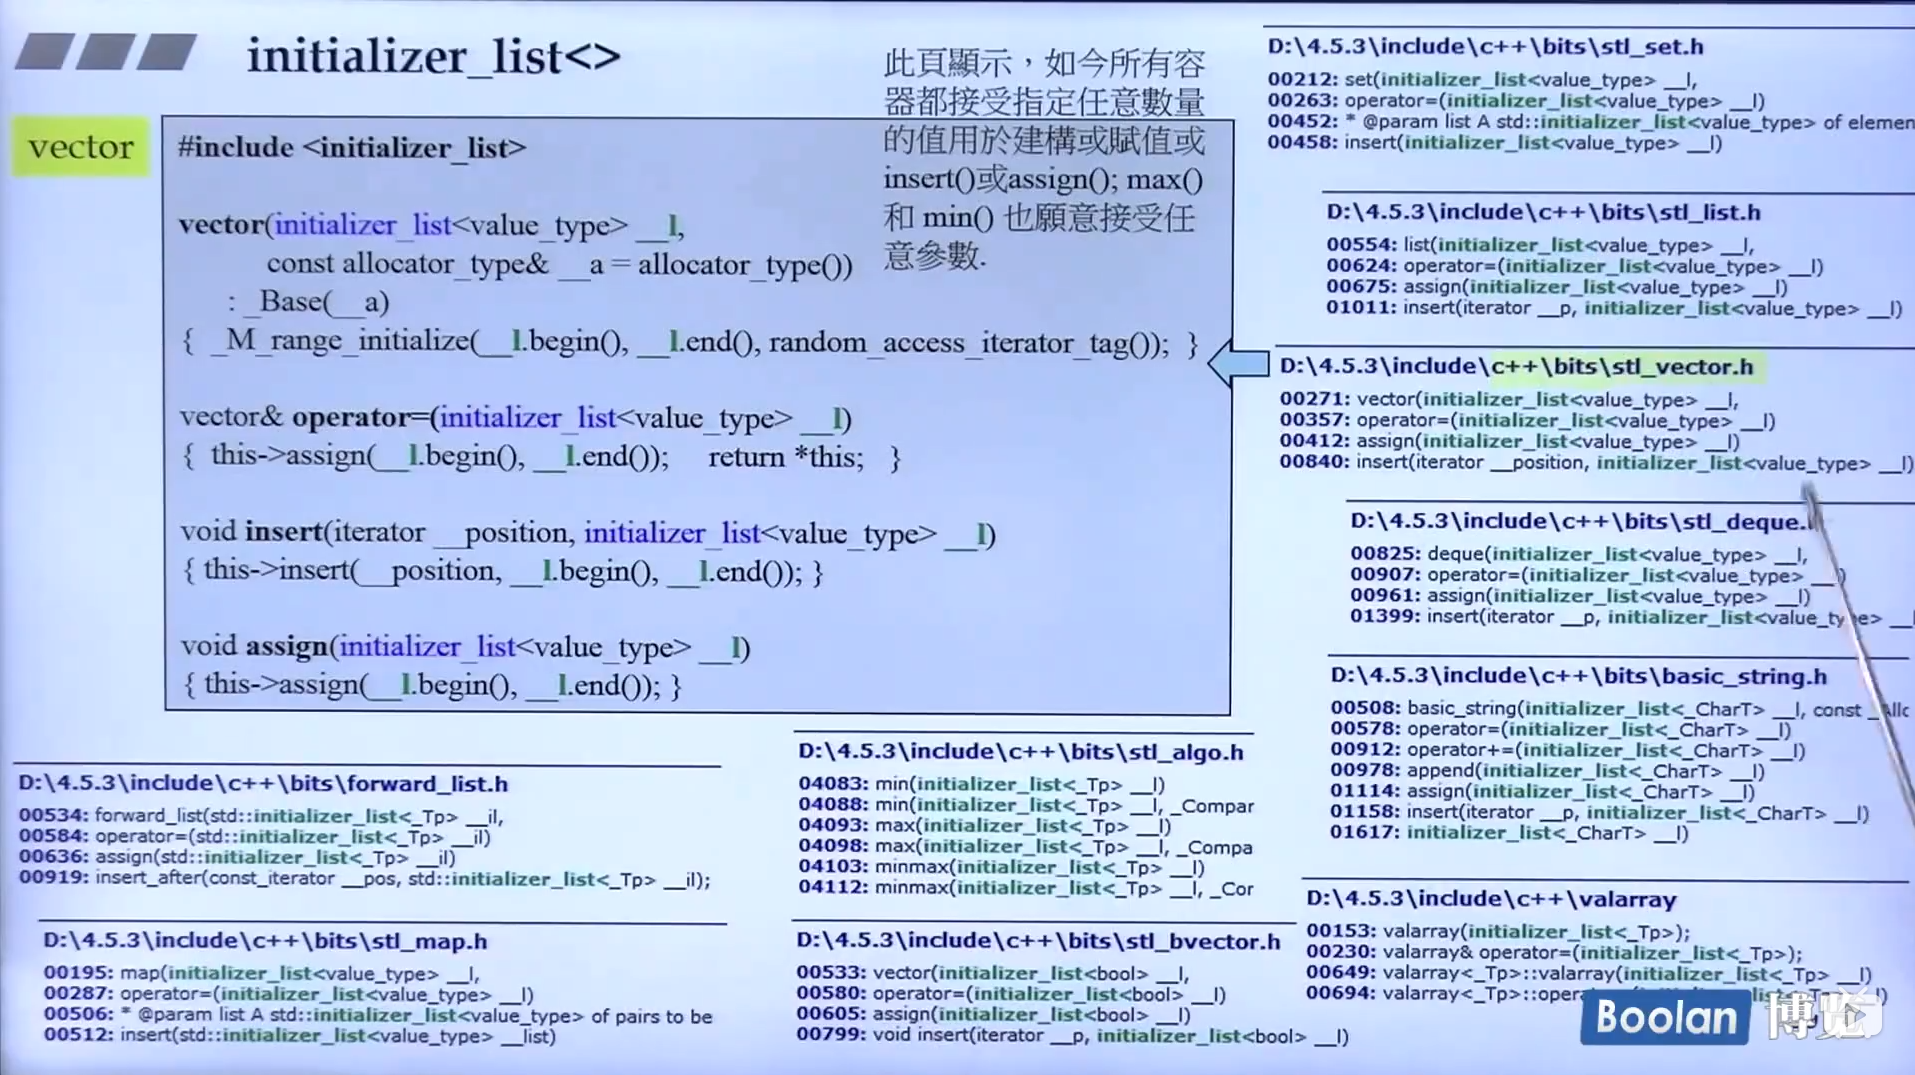 initializer_list<>
此頁顯示，如今所有容
器都接受指定任意數量
的值用於建構或賦值或
insert()或assign(); max()
和 min() 也願意接受任
意參數.
vector
#include <initializer_list>
vector(initializer_list<value_type> __l,
const allocator_type& __a = allocator_type())
: _Base(__a)
{ _M_range_initialize(__l.begin(), __l.end(), random_access_iterator_tag()); }
vector& operator=(initializer_list<value_type> __l)
{ this->assign(__l.begin(), __l.end()); return *this; }
void insert(iterator __position, initializer_list<value_type> __l)
{ this->insert(__position, __l.begin(), __l.end()); }
void assign(initializer_list<value_type> __l)
{ this->assign(__l.begin(), __l.end()); }
D:\4.5.3\include\c++\bits\stl_set.h
00212: set(initializer_list<value_type> __l,
00263: operator=(initializer_list<value_type> __l)
00452: * @param list A std::initializer_list<value_type> of elemen
00458: insert(initializer_list<value_type> __l)
D:\4.5.3\include\c++\bits\stl_list.h
00554: list(initializer_list<value_type> __l,
00624: operator=(initializer_list<value_type> __l)
00675: assign(initializer_list<value_type> __l)
01011: insert(iterator __p, initializer_list<value_type> __l)
D:\4.5.3\include\c++\bits\stl_vector.h
00271: vector(initializer_list<value_type> __l,
00357: operator=(initializer_list<value_type> __l)
00412: assign(initializer_list<value_type> __l)
00840: insert(iterator __position, initializer_list<value_type> __l)
D:\4.5.3\include\c++\bits\stl_deque.
00825: deque(initializer_list<value_type> __l,
00907: operator=(initializer_list<value_type> __)
00961: assign(initializer_list<value_type> __l)
01399: insert(iterator __p, initializer_list<value_type> __
D:\4.5.3\include\c++\bits\basic_string.h
00508: basic_string(initializer_list<_CharT> __l, const
00578: operator=(initializer_list<_CharT> __l)
00912: operator+=(initializer_list<_CharT> __l)
00978: append(initializer_list<_CharT> __l)
01114: assign(initializer_list<_CharT> __l)
01158: insert(iterator __p, initializer_list<_CharT> __l)
01617: initializer_list<_CharT> __l)
D:\4.5.3\include\c++\bits\forward_list.h
00534: forward_list(std::initializer_list<_Tp> __il,
00584: operator=(std::initializer_list<_Tp> __il)
00636: assign(std::initializer_list<_Tp> __il)
00919: insert_after(const_iterator __pos, std::initializer_list<_Tp> __il);
D:\4.5.3\include\c++\bits\stl_algo.h
04083: min(initializer_list<_Tp> __l)
04088: min(initializer_list<_Tp> __l, _Compar
04093: max(initializer_list<_Tp> __l)
04098: max(initializer_list<_Tp> __l, _Compa
04103: minmax(initializer_list<_Tp> __l)
04112: minmax(initializer_list<_Tp> __l, _Cor
D:\4.5.3\include\c++\valarray
00153: valarray(initializer_list<_Tp>);
00230: valarray& operator=(initializer_list<_Tp>);
00649: valarray<_Tp>::valarray(initializer_list<_Tp> __l)
00694: valarray<_Tp>::oper
D:\4.5.3\include\c++\bits\stl_map.h
00195: map(initializer_list<value_type> __l,
00287: operator=(initializer_list<value_type> __l)
00506: * @param list A std::initializer_list<value_type> of pairs to be
00512: insert(std::initializer_list<value_type> __list)
D:\4.5.3\include\c++\bits\stl_bvector.h
00533: vector(initializer_list<bool> __l,
00580: operator=(initializer_list<bool> __l)
00605: assign(initializer_list<bool> __l)
00799: void insert(iterator __p, initializer_list<bool> __l)
Boolan 博览